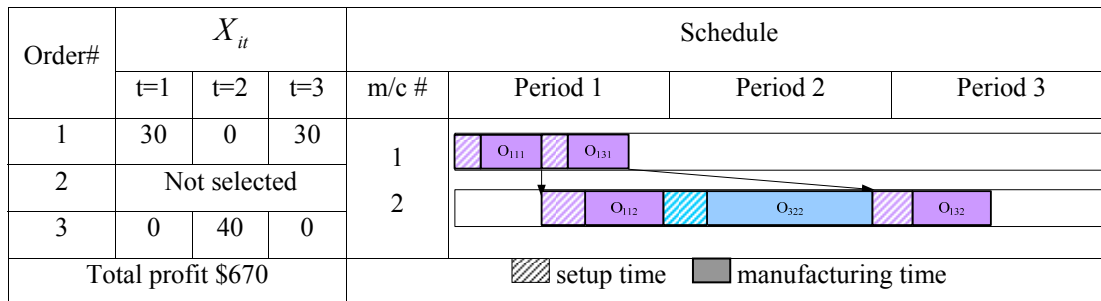 Order# X_it Schedule
t=1 t=2 t=3 m/c # Period 1 Period 2 Period 3
1 30 0 30
1 O₁₁₁ O₁₃₁
2 Not selected
2 O₁₁₂ O₃₂₂ O₁₃₂
3 0 40 0
Total profit $670 setup time manufacturing time